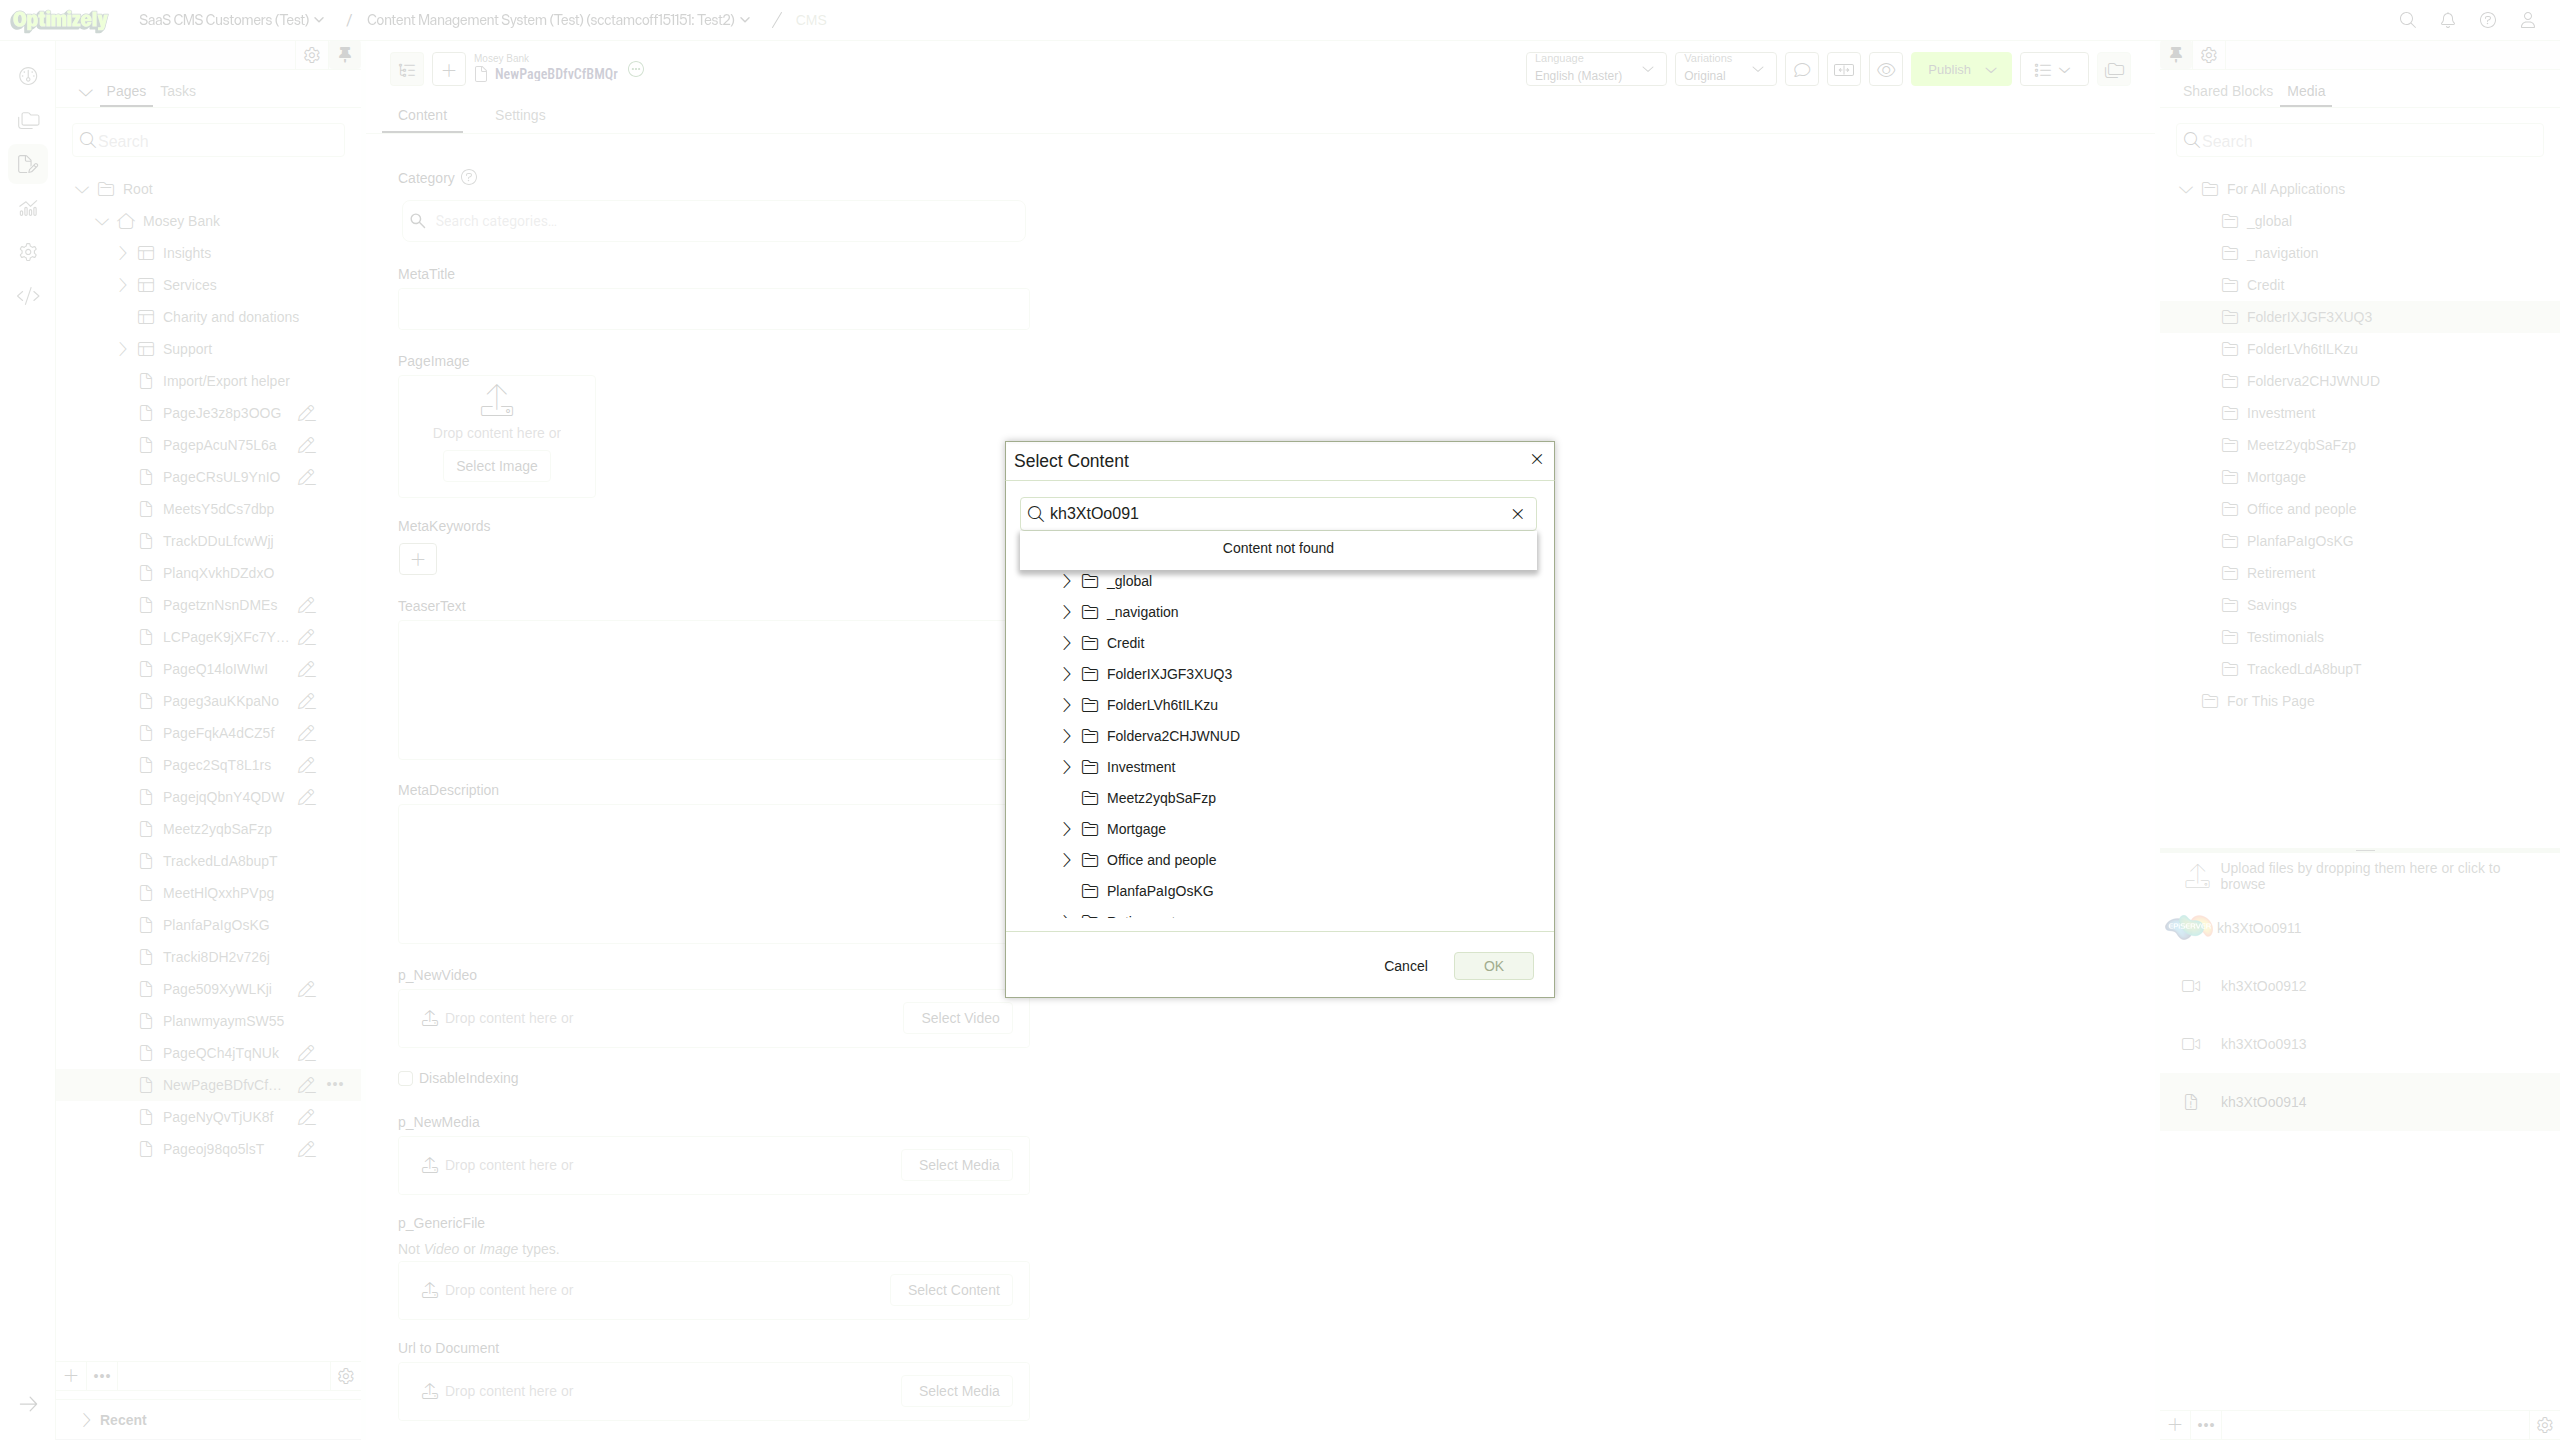 Optimizely
SaaS CMS Customers (Test)
/
Content Management System (Test) (scctamcoff151151: Test2)
/
CMS
Pages
Tasks
Search
Root
Mosey Bank
Insights
Services
Charity and donations
Support
Import/Export helper
PageJe3z8p3OOG
PagepAcuN75L6a
PageCRsUL9YnIO
MeetsY5dCs7dbp
TrackDDuLfcwWjj
PlanqXvkhDZdxO
PagetznNsnDMEs
LCPageK9jXFc7Y...
PageQ14loIWIwI
Pageg3auKKpaNo
PageFqkA4dCZ5f
Pagec2SqT8L1rs
PagejqQbnY4QDW
Meetz2yqbSaFzp
TrackedLdA8bupT
MeetHlQxxhPVpg
PlanfaPaIgOsKG
Tracki8DH2v726j
Page509XyWLKji
PlanwmyaymSW55
PageQCh4jTqNUk
NewPageBDfvCf...
PageNyQvTjUK8f
Pageoj98qo5lsT
Recent
Mosey Bank
NewPageBDfvCfBMQr
Language
English (Master)
Variations
Original
Publish
Content
Settings
Category
Search categories...
MetaTitle
PageImage
Drop content here or
Select Image
MetaKeywords
TeaserText
MetaDescription
p_NewVideo
Drop content here or
Select Video
DisableIndexing
p_NewMedia
Drop content here or
Select Media
p_GenericFile
Not Video or Image types.
Drop content here or
Select Content
Url to Document
Drop content here or
Select Media
Select Content
kh3XtOo091
Content not found
_global
_navigation
Credit
FolderIXJGF3XUQ3
FolderLVh6tILKzu
Folderva2CHJWNUD
Investment
Meetz2yqbSaFzp
Mortgage
Office and people
PlanfaPaIgOsKG
Cancel
OK
Shared Blocks
Media
Search
For All Applications
_global
_navigation
Credit
FolderIXJGF3XUQ3
FolderLVh6tILKzu
Folderva2CHJWNUD
Investment
Meetz2yqbSaFzp
Mortgage
Office and people
PlanfaPaIgOsKG
Retirement
Savings
Testimonials
TrackedLdA8bupT
For This Page
Upload files by dropping them here or click to
browse
kh3XtOo0911
kh3XtOo0912
kh3XtOo0913
kh3XtOo0914